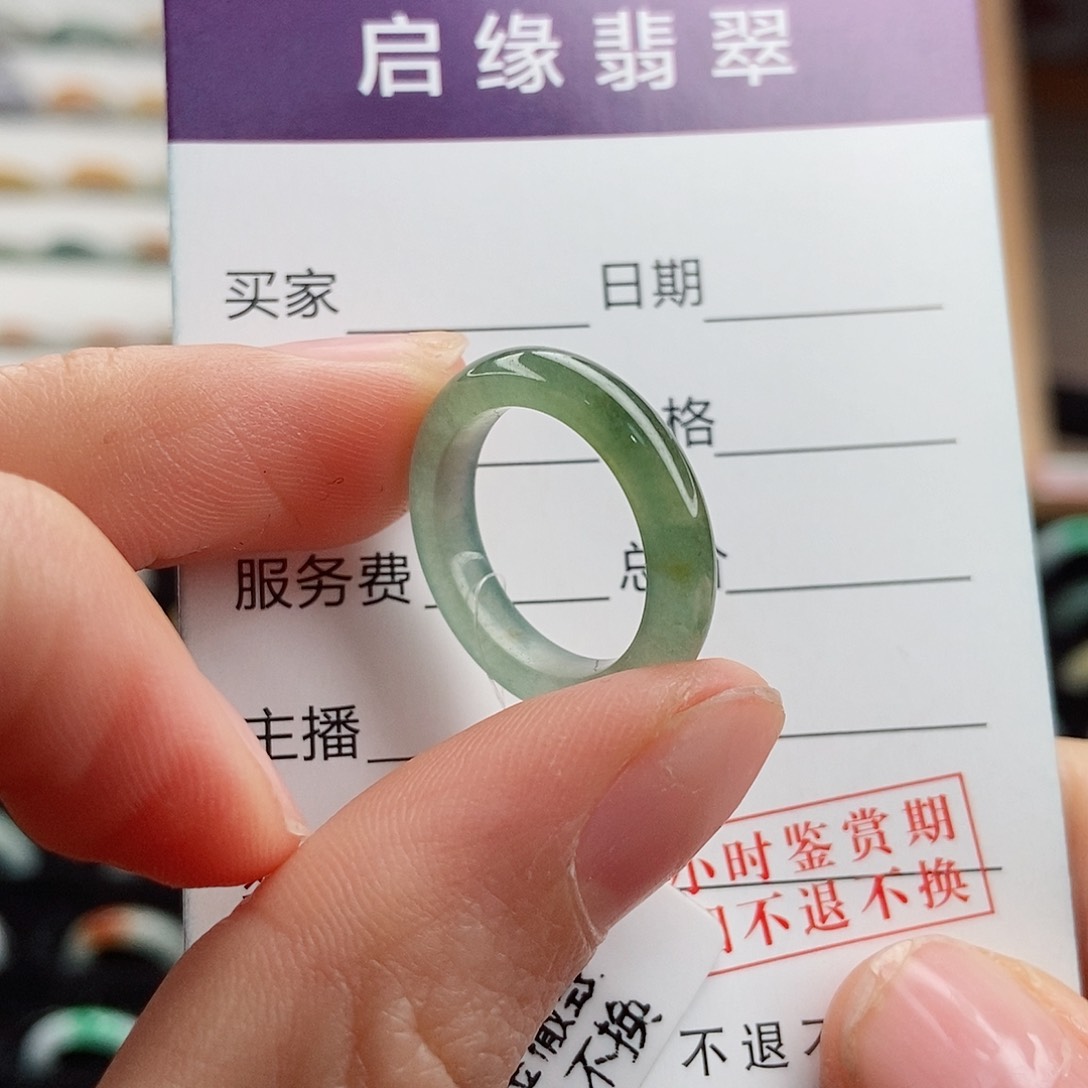 启缘翡翠
买家 日期
格
服务费 总
主播
小时鉴赏期
不退不换
不换
不退